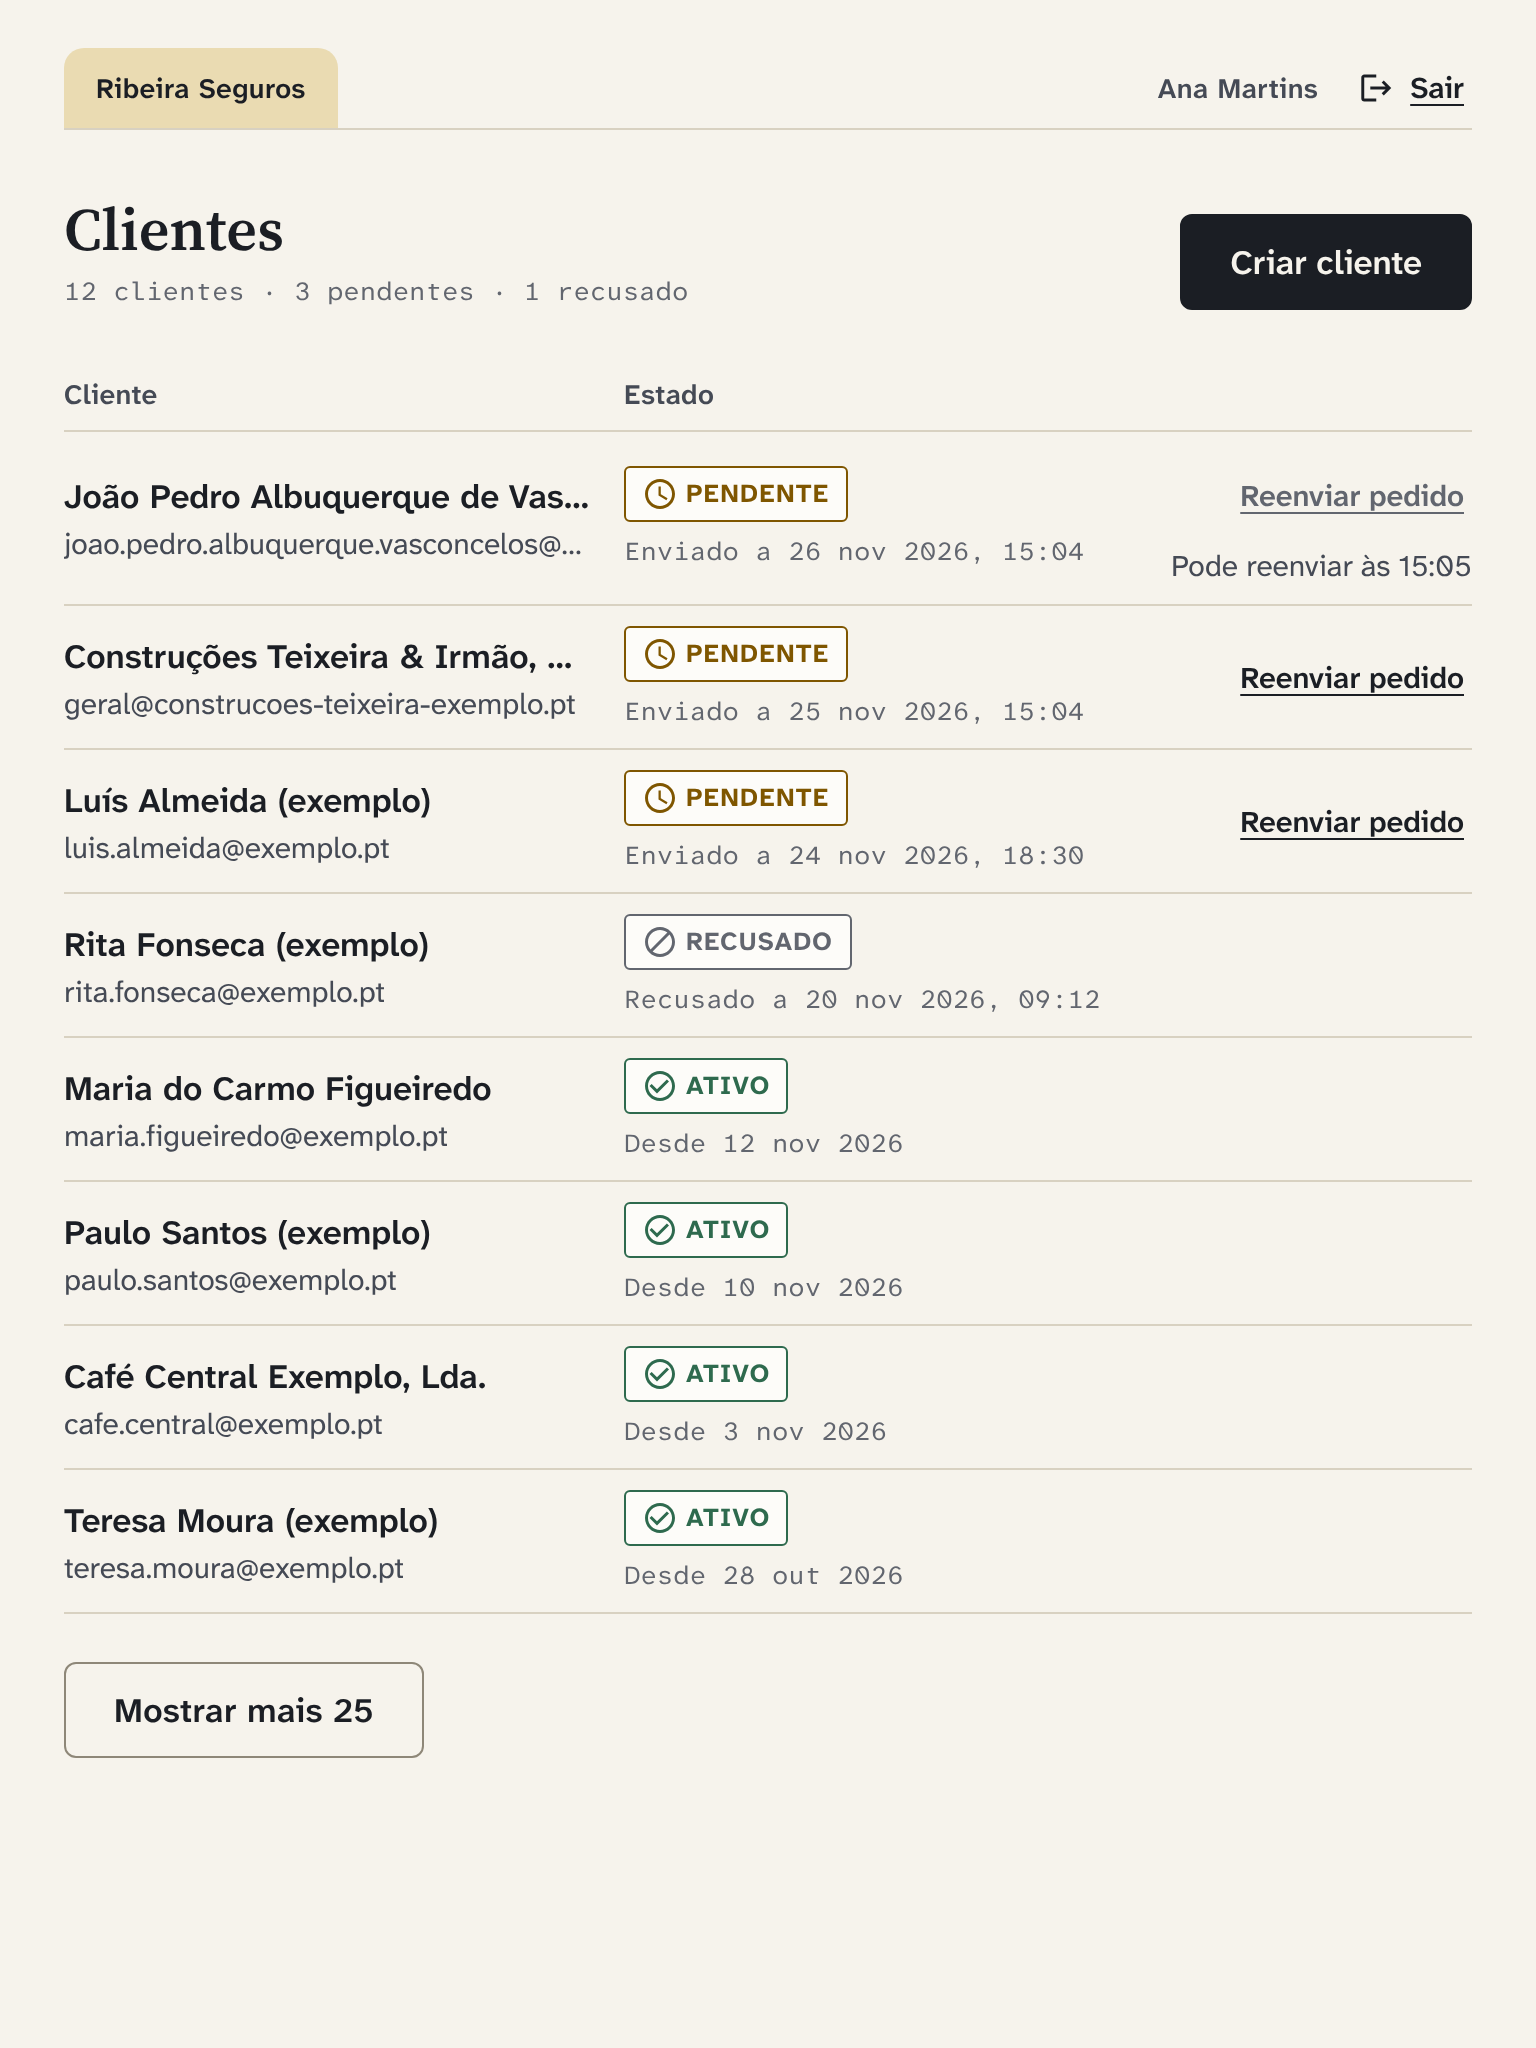 Ribeira Seguros
Ana Martins
Sair
Clientes
12 clientes · 3 pendentes · 1 recusado
Criar cliente
Cliente
Estado
João Pedro Albuquerque de Vas...
joao.pedro.albuquerque.vasconcelos@...
PENDENTE
Enviado a 26 nov 2026, 15:04
Reenviar pedido
Pode reenviar às 15:05
Construções Teixeira & Irmão, ...
geral@construcoes-teixeira-exemplo.pt
PENDENTE
Enviado a 25 nov 2026, 15:04
Reenviar pedido
Luís Almeida (exemplo)
luis.almeida@exemplo.pt
PENDENTE
Enviado a 24 nov 2026, 18:30
Reenviar pedido
Rita Fonseca (exemplo)
rita.fonseca@exemplo.pt
RECUSADO
Recusado a 20 nov 2026, 09:12
Maria do Carmo Figueiredo
maria.figueiredo@exemplo.pt
ATIVO
Desde 12 nov 2026
Paulo Santos (exemplo)
paulo.santos@exemplo.pt
ATIVO
Desde 10 nov 2026
Café Central Exemplo, Lda.
cafe.central@exemplo.pt
ATIVO
Desde 3 nov 2026
Teresa Moura (exemplo)
teresa.moura@exemplo.pt
ATIVO
Desde 28 out 2026
Mostrar mais 25